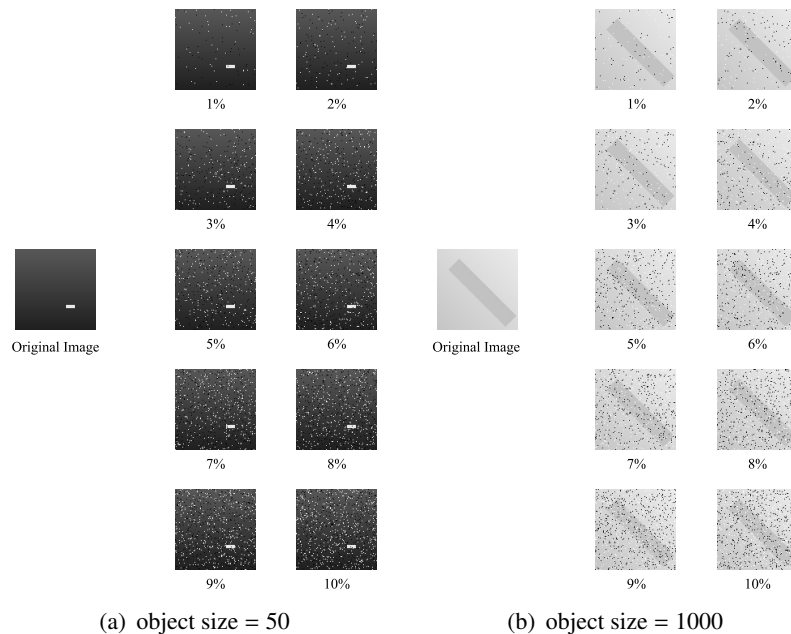 1% 2% 1% 2%
3% 4% 3% 4%
Original Image 5% 6% Original Image 5% 6%
7% 8% 7% 8%
9% 10% 9% 10%
(a) object size = 50 (b) object size = 1000